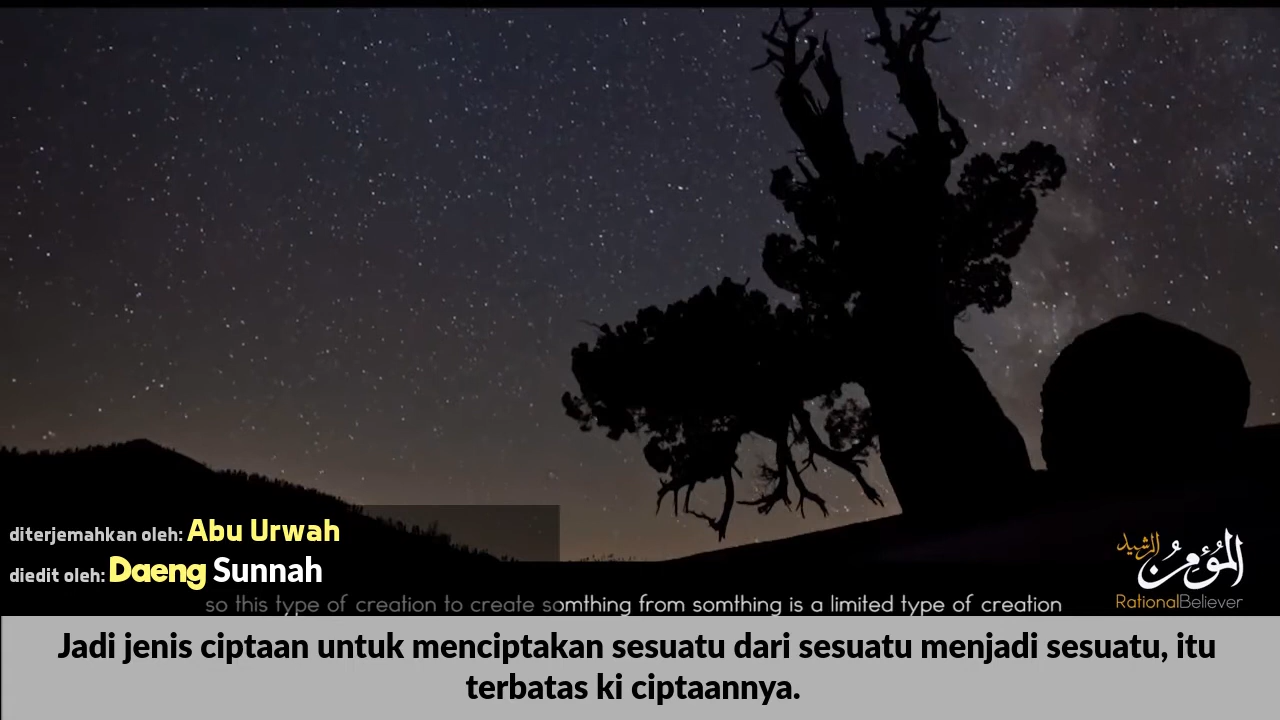 diterjemahkan oleh: Abu Urwah
diedit oleh: Daeng Sunnah
المؤمن الرشيد
RationalBeliever
so this type of creation to create somthing from somthing is a limited type of creation
Jadi jenis ciptaan untuk menciptakan sesuatu dari sesuatu menjadi sesuatu, itu
terbatas ki ciptaannya.